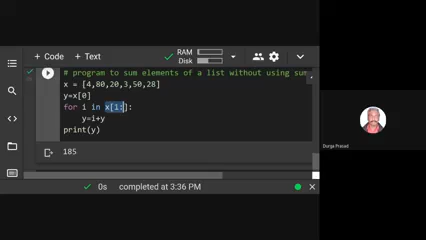 + Code + Text
RAM
Disk
# program to sum elements of a list without using sum
x = [4,80,20,3,50,28]
y=x[0]
for i in x[1:]:
y=i+y
print(y)
185
Durga Prasad
0s completed at 3:36 PM